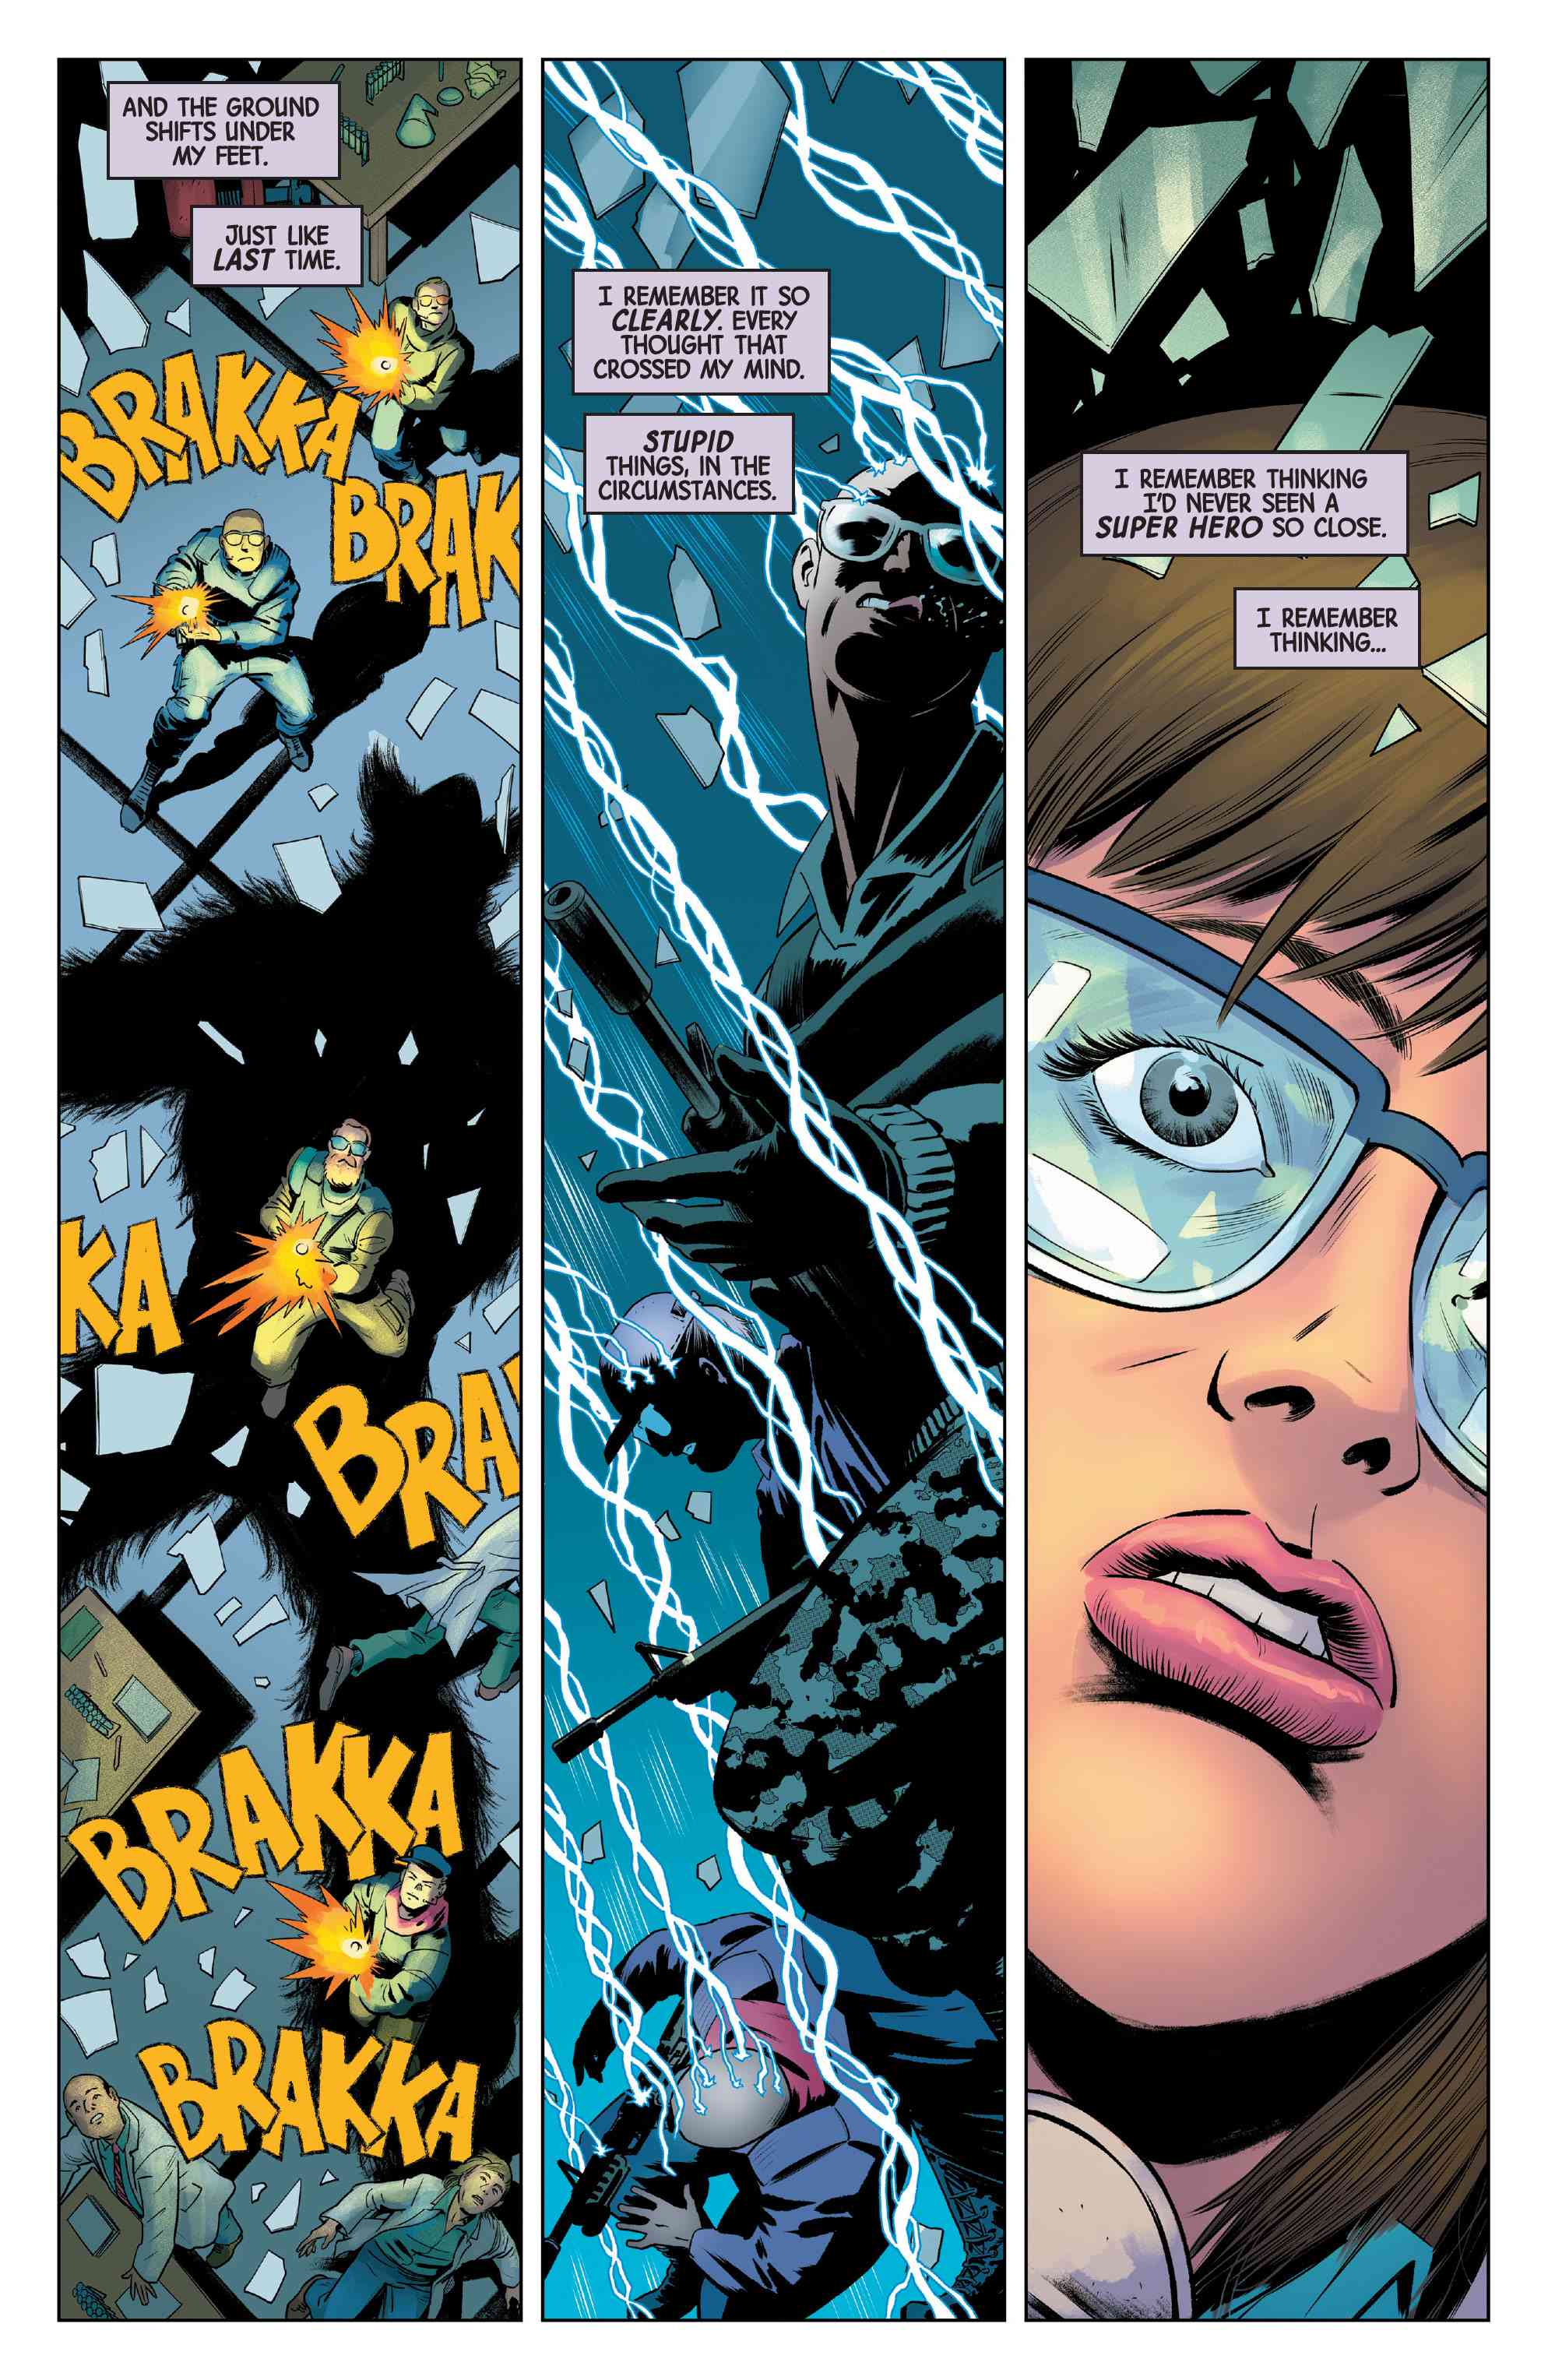 AND THE GROUND
SHIFTS UNDER
MY FEET.
JUST LIKE
LAST TIME.
BRAKKA
BRAK
KA
BRA
BRAKKA
BRAKKA
I REMEMBER IT SO
CLEARLY. EVERY
THOUGHT THAT
CROSSED MY MIND.
STUPID
THINGS, IN THE
CIRCUMSTANCES.
I REMEMBER THINKING
I'D NEVER SEEN A
SUPER HERO SO CLOSE.
I REMEMBER
THINKING...